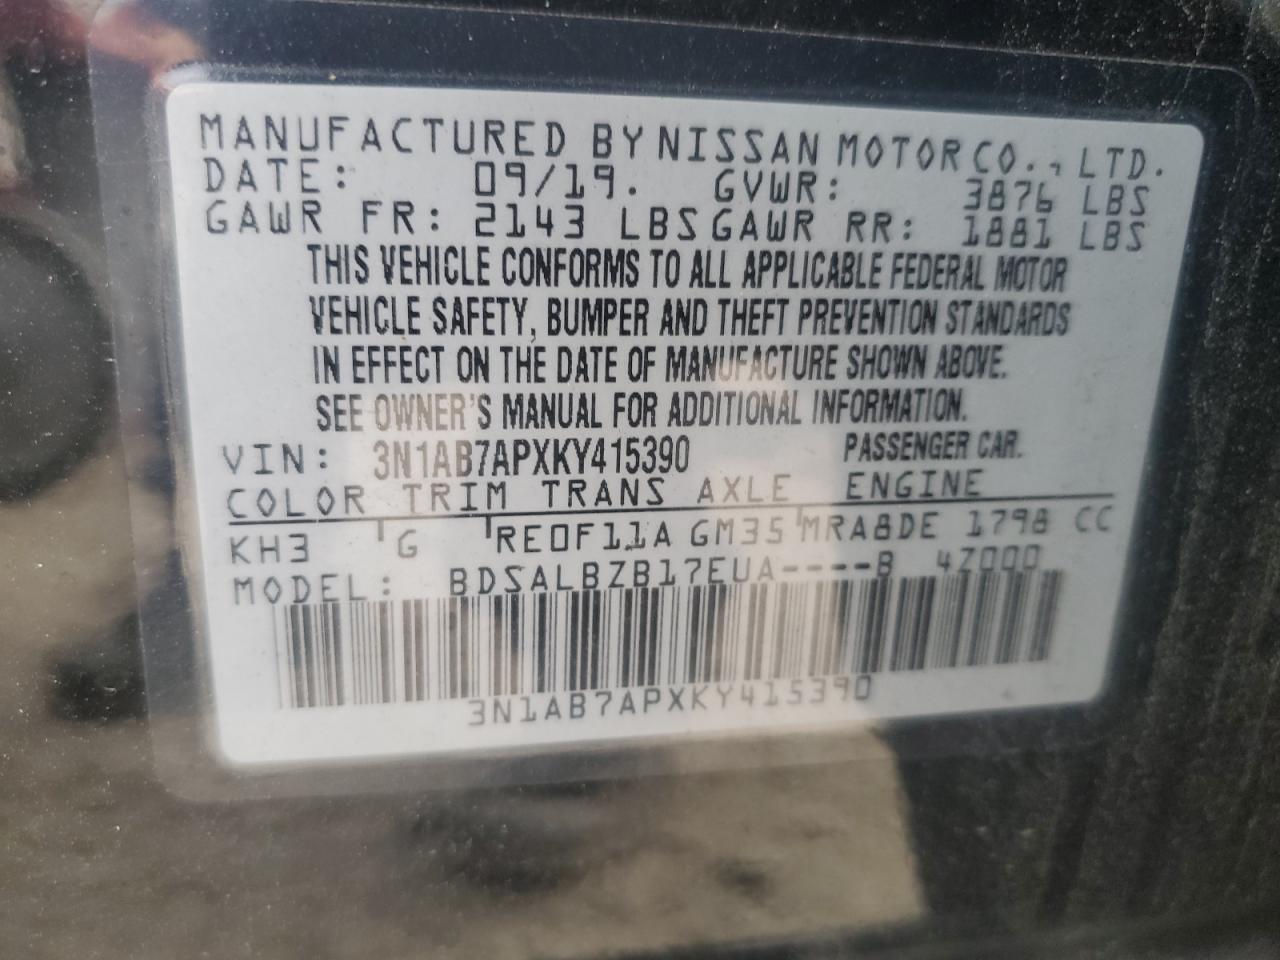 MANUFACTURED BY NISSAN MOTOR CO., LTD.
DATE: 09/19. GVWR: 3876 LBS
GAWR FR: 2143 LBS GAWR RR: 1881 LBS
THIS VEHICLE CONFORMS TO ALL APPLICABLE FEDERAL MOTOR
VEHICLE SAFETY, BUMPER AND THEFT PREVENTION STANDARDS
IN EFFECT ON THE DATE OF MANUFACTURE SHOWN ABOVE.
SEE OWNER'S MANUAL FOR ADDITIONAL INFORMATION.
VIN: 3N1AB7APXKY415390 PASSENGER CAR.
COLOR TRIM TRANS AXLE ENGINE
KH3 G RE0F11A GM35 MRA8DE 1798 CC
MODEL: BDSALBZB17EUA----B 4Z000
3N1AB7APXKY415390